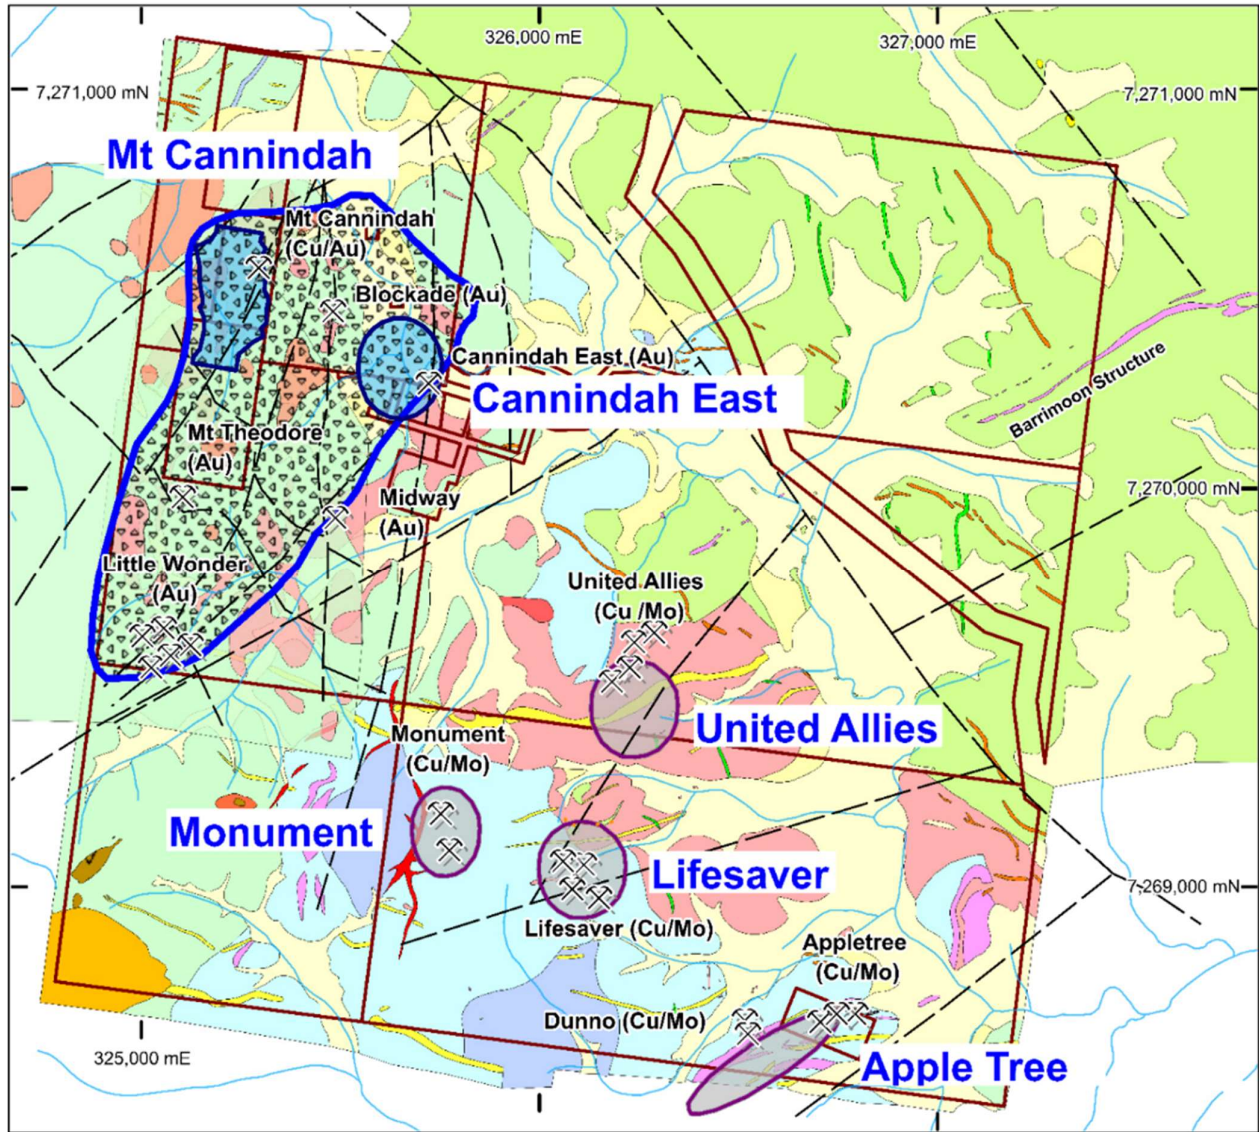 326,000 mE
327,000 mE
7,271,000 mN
7,271,000 mN
Mt Cannindah
Mt Cannindah
(Cu/Au)
Blockade (Au)
Cannindah East (Au)
Cannindah East
Barrimoon Structure
Mt Theodore
(Au)
Midway
(Au)
7,270,000 mN
Little Wonder
(Au)
United Allies
(Cu /Mo)
United Allies
Monument
(Cu/Mo)
Monument
Lifesaver
7,269,000 mN
Lifesaver (Cu/Mo)
Appletree
(Cu/Mo)
Dunno (Cu/Mo)
325,000 mE
Apple Tree